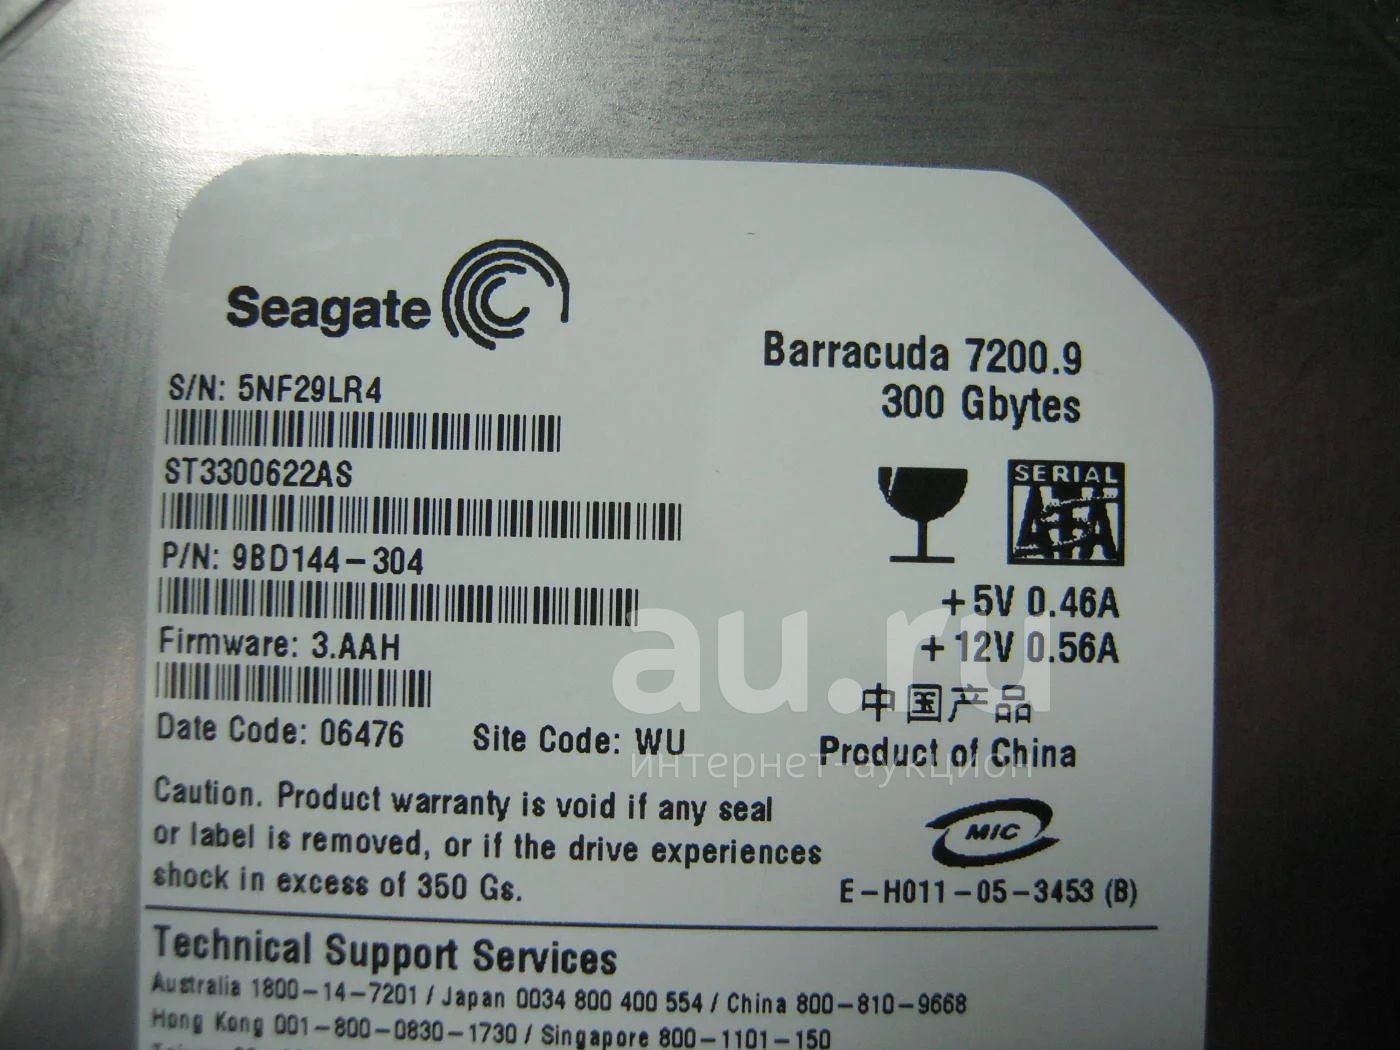 Seagate
Barracuda 7200.9
300 Gbytes
S/N: 5NF29LR4
ST3300622AS
P/N: 9BD144-304
Firmware: 3.AAH
Date Code: 06476
Site Code: WU
SERIAL
ATA
+5V 0.46A
+12V 0.56A
中国产品
Product of China
au.ru
интернет-аукцион
Caution. Product warranty is void if any seal
or label is removed, or if the drive experiences
shock in excess of 350 Gs.
MIC
E-H011-05-3453 (B)
Technical Support Services
Australia 1800-14-7201 / Japan 0034 800 400 554 / China 800-810-9668
Hong Kong 001-800-0830-1730 / Singapore 800-1101-150